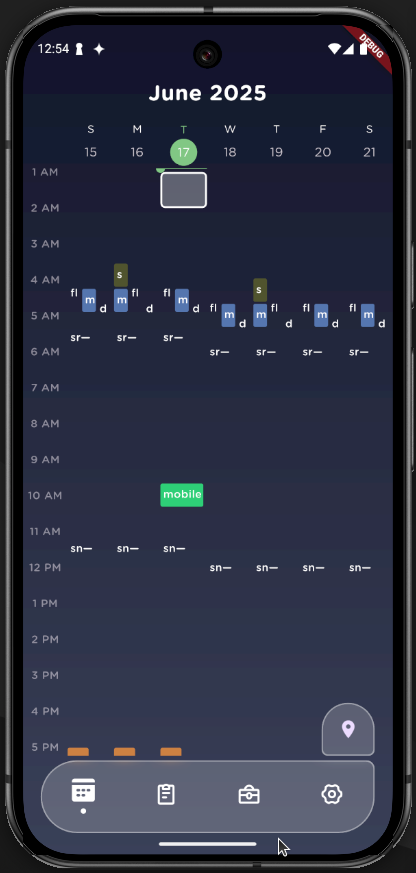 12:54
DEBUG
June 2025
S M T W T F S
15 16 17 18 19 20 21
1 AM
2 AM
3 AM
4 AM
s s
fl m d fl m d fl m d m d m fl d fl m d fl m d
5 AM
sr— sr— sr—
6 AM sr— sr— sr— sr—
7 AM
8 AM
9 AM
10 AM mobile
11 AM
sn— sn— sn—
12 PM sn— sn— sn— sn—
1 PM
2 PM
3 PM
4 PM
5 PM